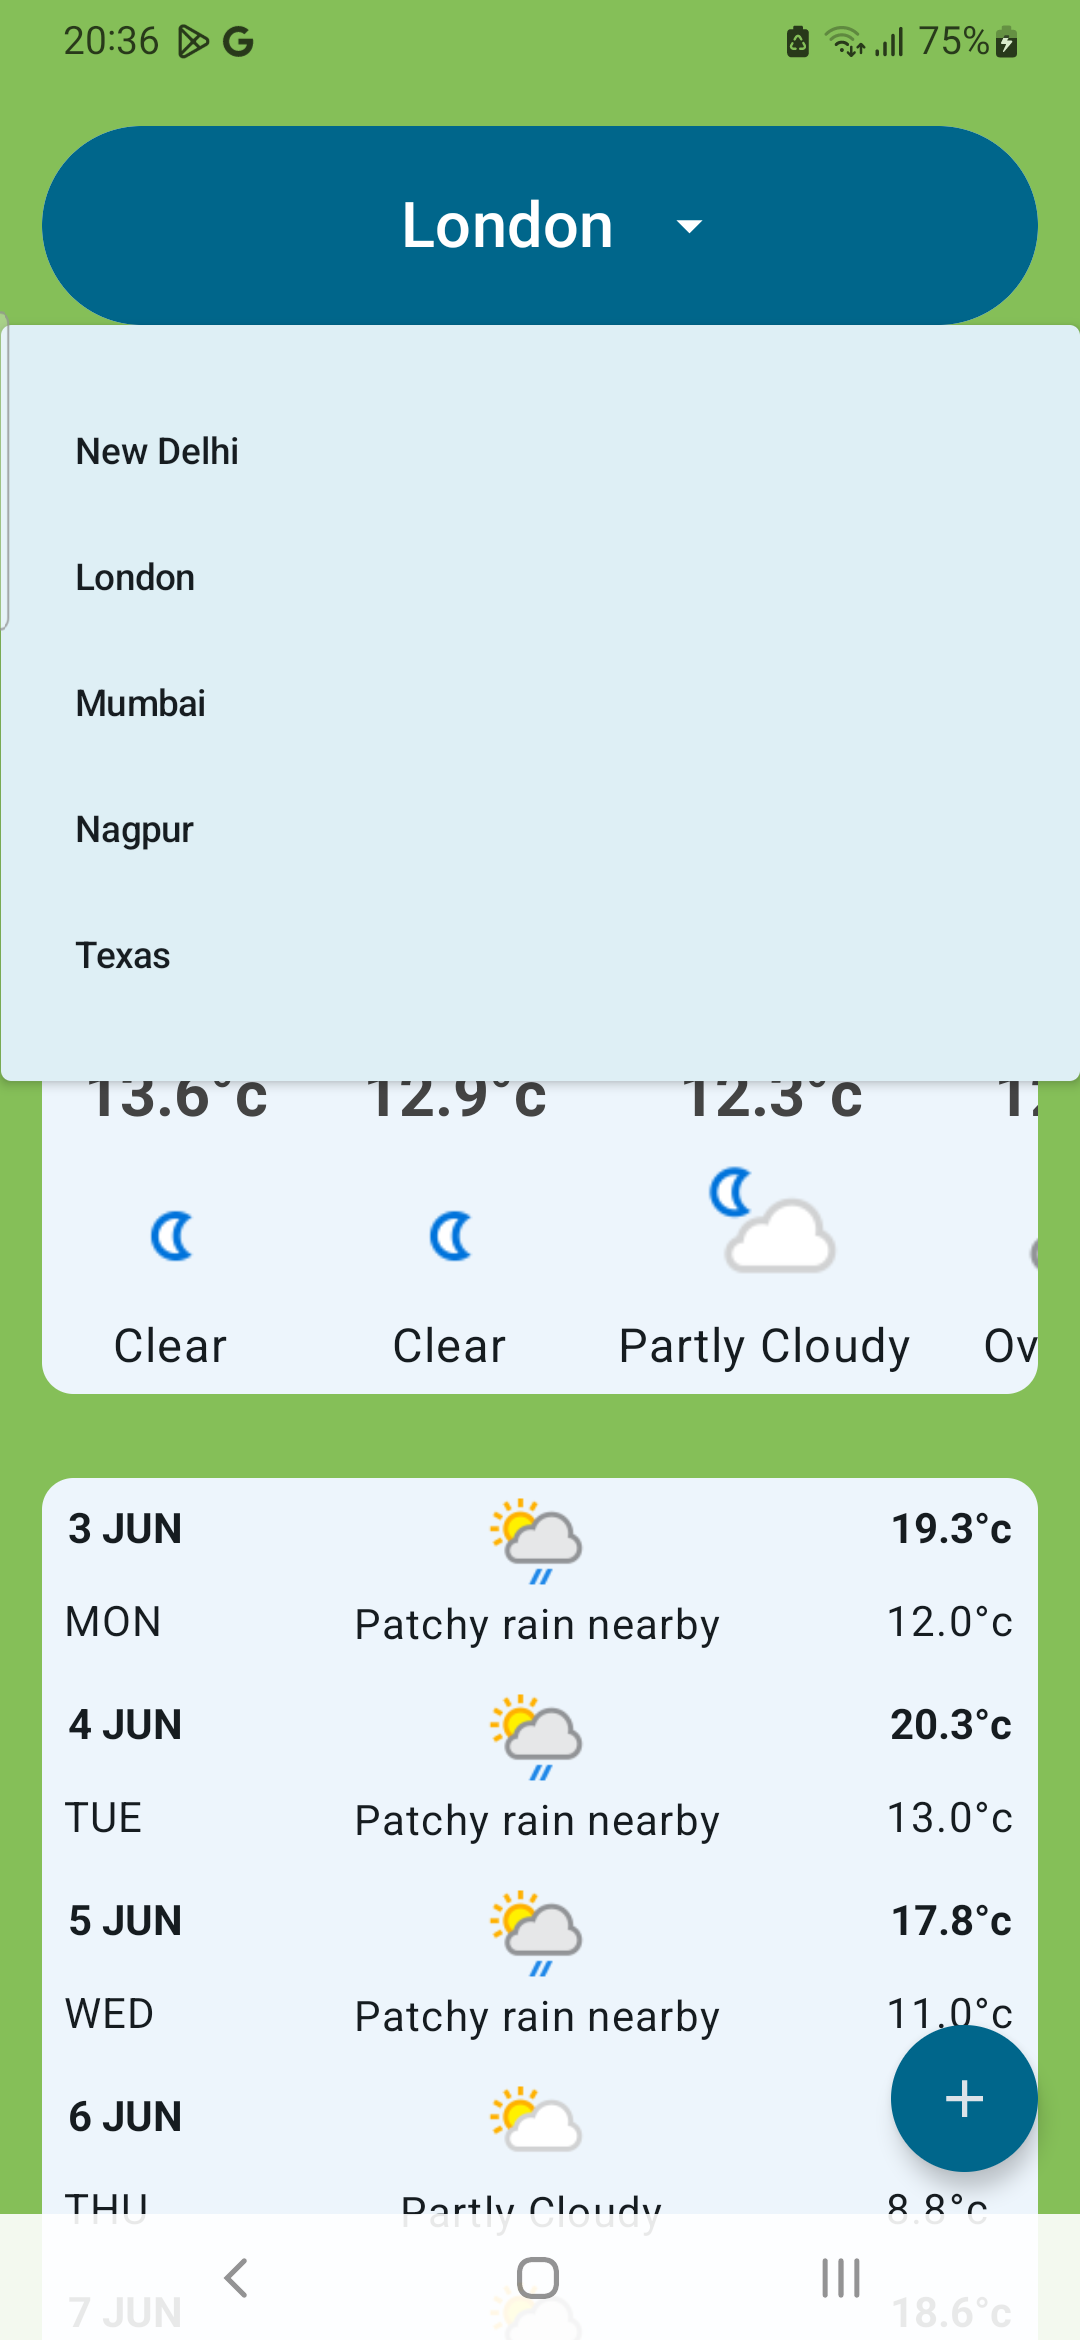 20:36 75%
London
New Delhi
London
Mumbai
Nagpur
Texas
13.6°c 12.9°c 12.3°c
Clear Clear Partly Cloudy Ov
3 JUN 19.3°c
MON Patchy rain nearby 12.0°c
4 JUN 20.3°c
TUE Patchy rain nearby 13.0°c
5 JUN 17.8°c
WED Patchy rain nearby 11.0°c
6 JUN
THU Partly Cloudy 8.8°c
7 JUN 18.6°c